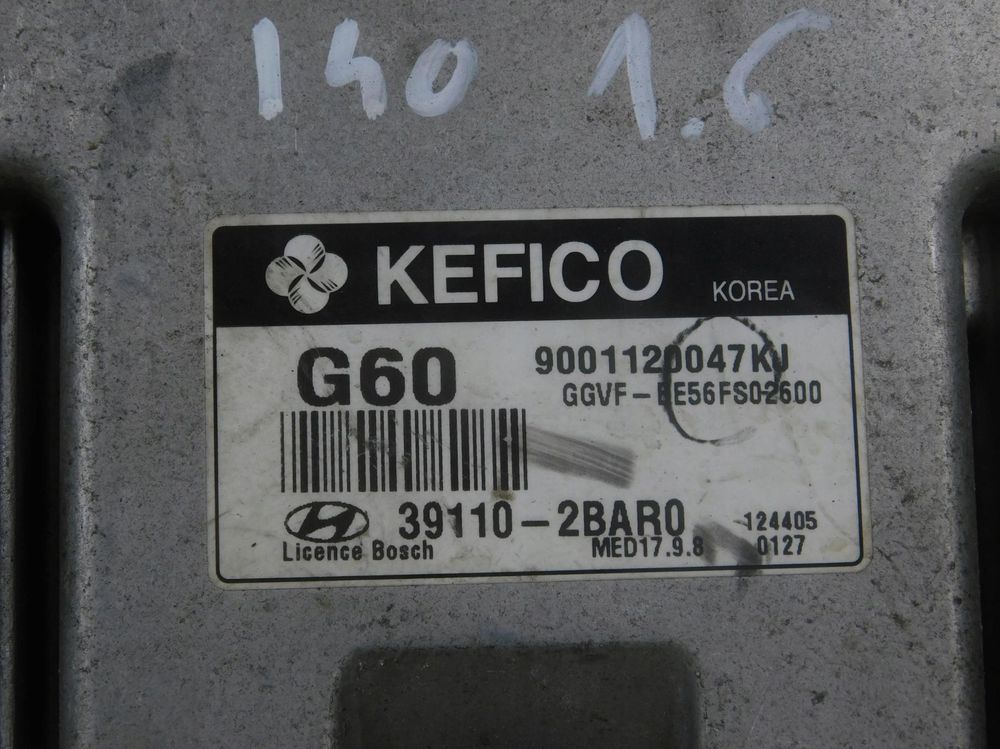 I40 1.6
KEFICO KOREA
G60 9001120047KJ
GGVF-EE56FS02600
39110-2BAR0 124405
Licence Bosch MED17.9.8 0127